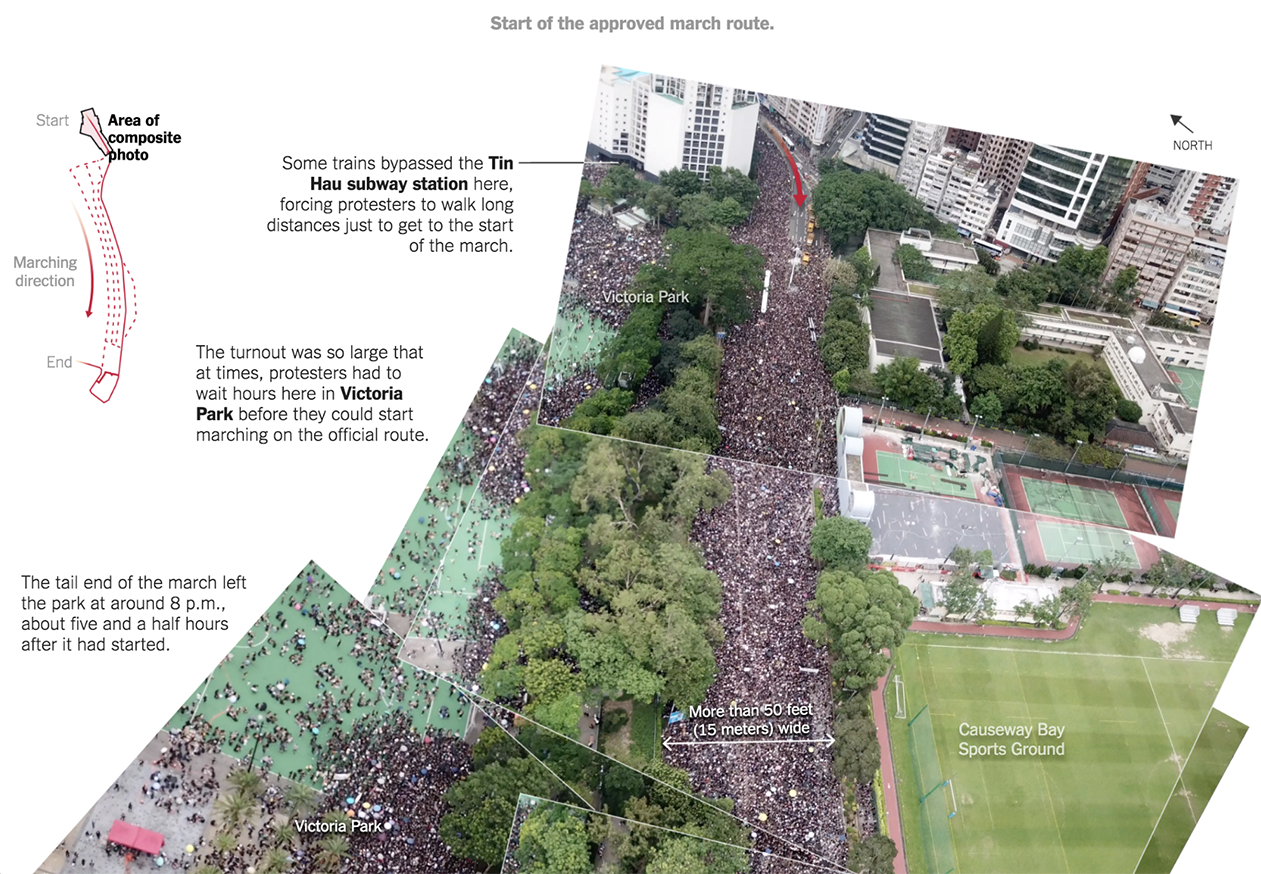 Start of the approved march route.
Start
Area of
composite
photo
NORTH
Some trains bypassed the Tin
Hau subway station here,
forcing protesters to walk long
distances just to get to the start
of the march.
Marching
direction
Victoria Park
End
The turnout was so large that
at times, protesters had to
wait hours here in Victoria
Park before they could start
marching on the official route.
The tail end of the march left
the park at around 8 p.m.,
about five and a half hours
after it had started.
More than 50 feet
(15 meters) wide
Causeway Bay
Sports Ground
Victoria Park